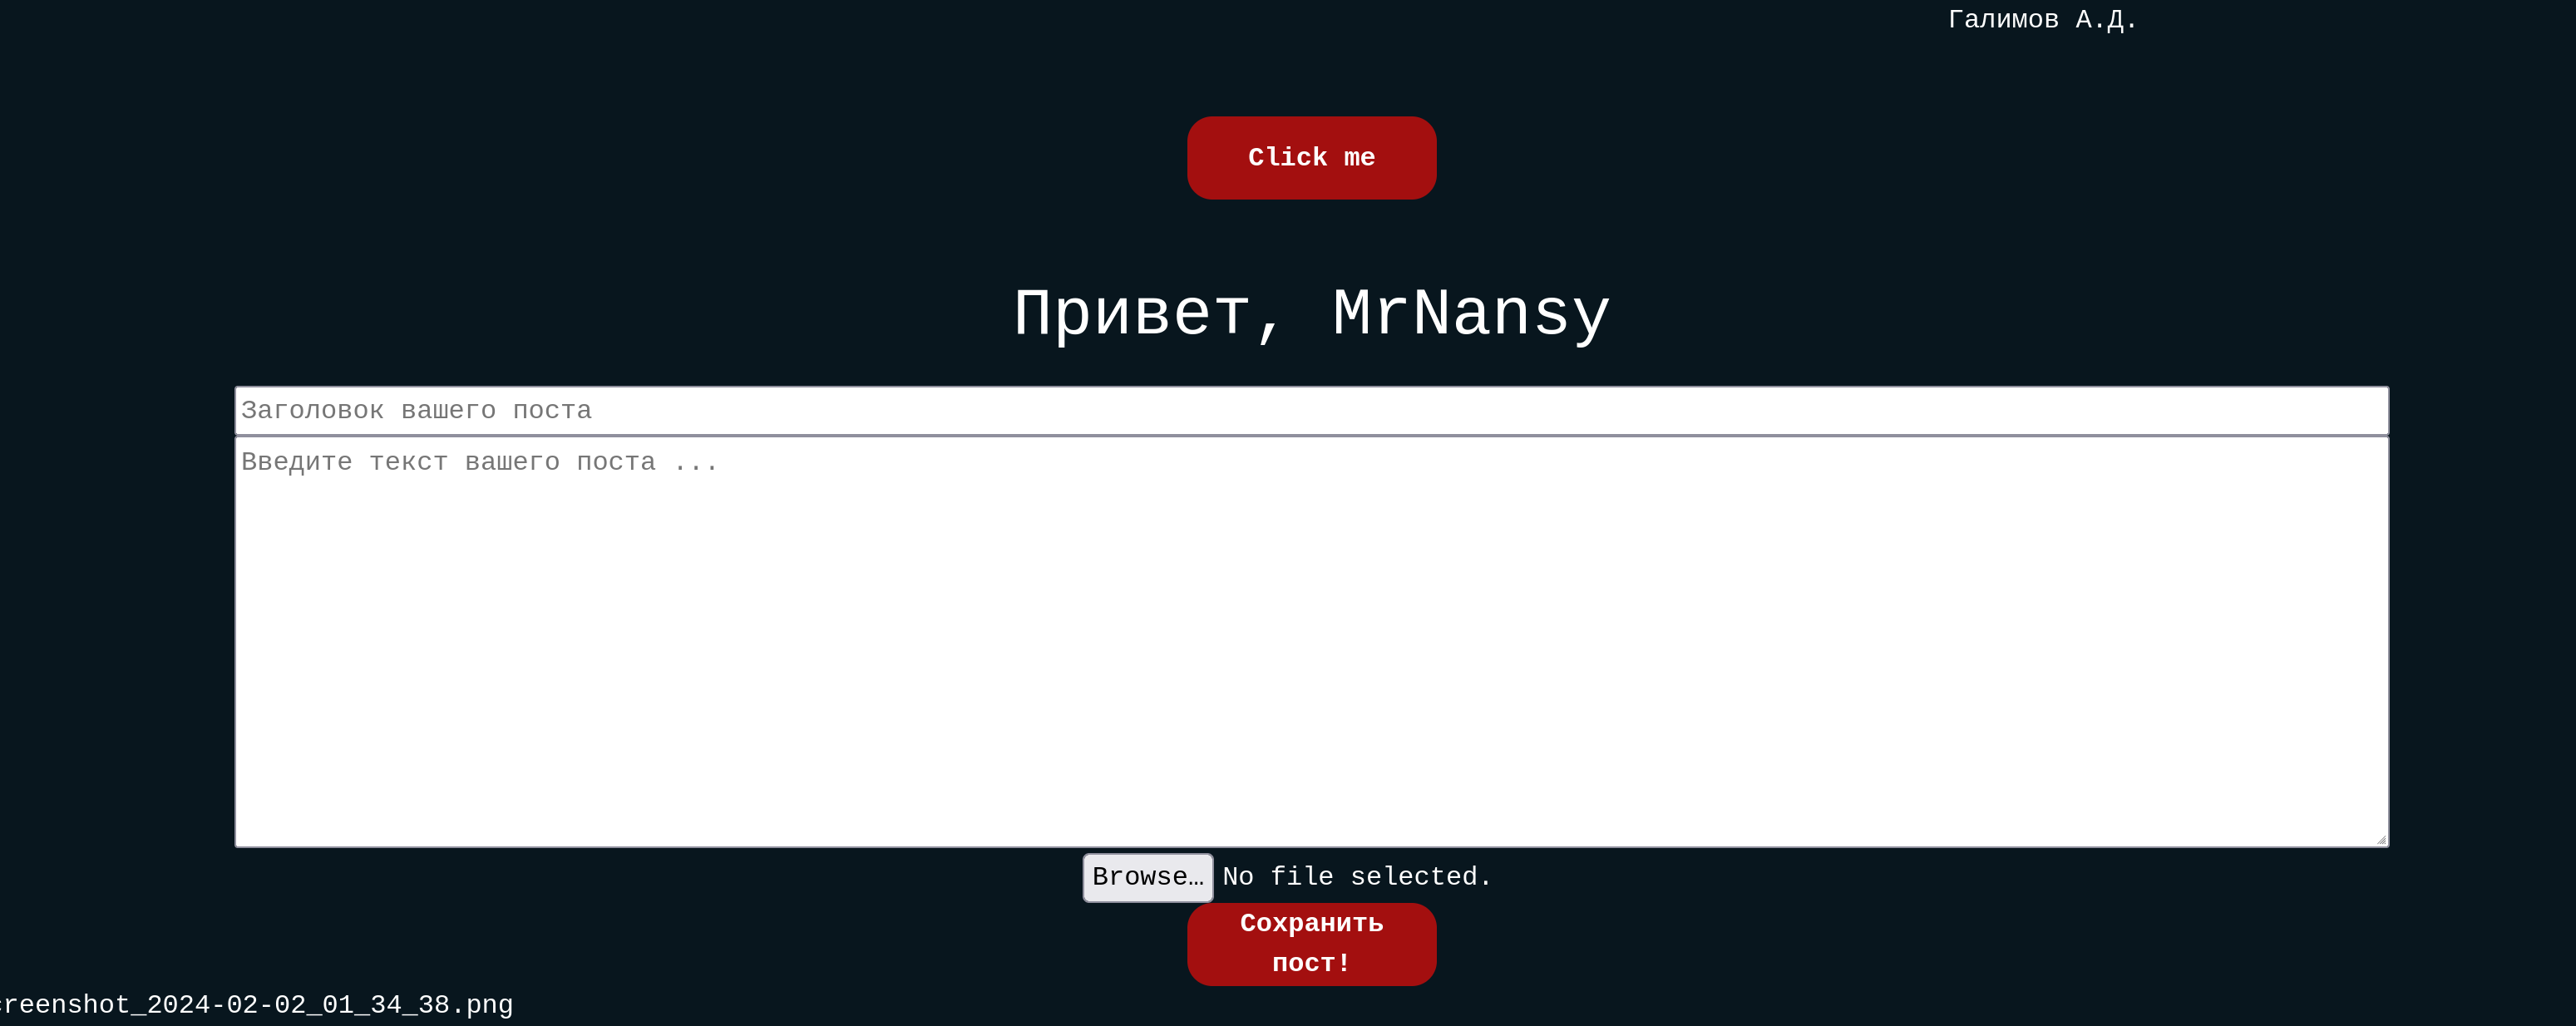 Галимов А.Д.
Click me
Привет, MrNansy
Заголовок вашего поста
Введите текст вашего поста ...
Browse… No file selected.
Сохранить
пост!
creenshot_2024-02-02_01_34_38.png